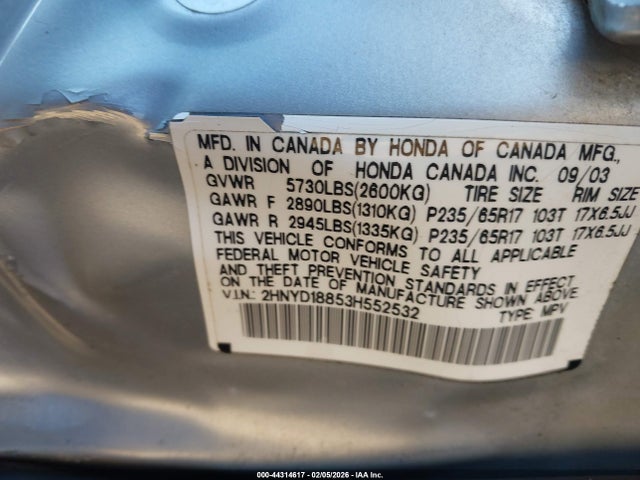 MFD. IN CANADA BY HONDA OF CANADA MFG.,
A DIVISION OF HONDA CANADA INC. 09/03
GVWR 5730LBS(2600KG) TIRE SIZE RIM SIZE
GAWR F 2890LBS(1310KG) P235/65R17 103T 17X6.5JJ
GAWR R 2945LBS(1335KG) P235/65R17 103T 17X6.5JJ
THIS VEHICLE CONFORMS TO ALL APPLICABLE
FEDERAL MOTOR VEHICLE SAFETY
AND THEFT PREVENTION STANDARDS IN EFFECT
ON THE DATE OF MANUFACTURE SHOWN ABOVE.
V.I.N.: 2HNYD18853H552532 TYPE: MPV
000-44314617 - 02/05/2026 - IAA Inc.